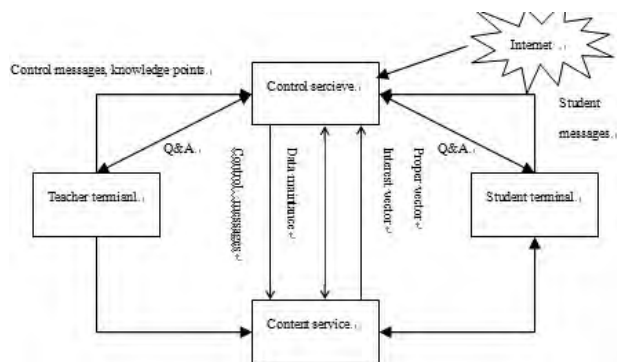 Internet
Control messages, knowledge points.
Control sercieve.
Student
messages.
Q&A.
Q&A.
Control messages
Data maintance
Interest vector
Proper vector
Teacher termianl.
Student terminal.
Content service.